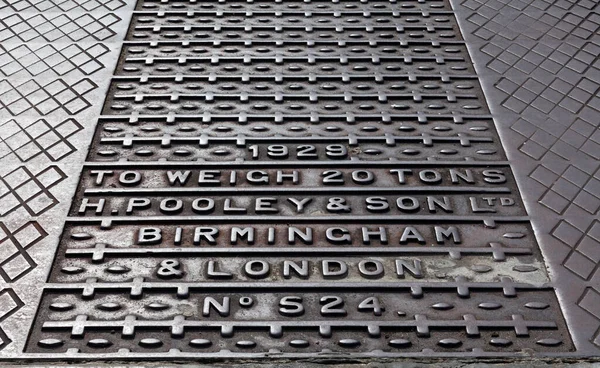 1929
TO WEIGH 20 TONS
H. POOLEY & SON LTD
BIRMINGHAM
& LONDON
No S24